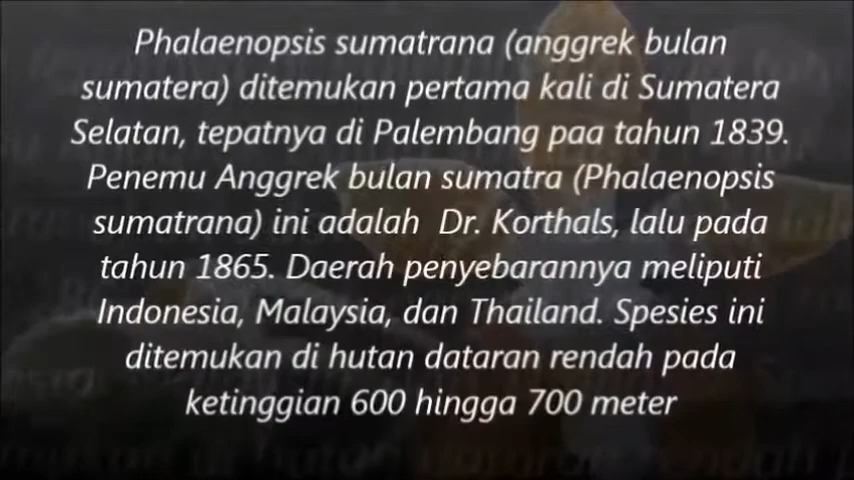 Phalaenopsis sumatrana (anggrek bulan
sumatera) ditemukan pertama kali di Sumatera
Selatan, tepatnya di Palembang paa tahun 1839.
Penemu Anggrek bulan sumatra (Phalaenopsis
sumatrana) ini adalah  Dr. Korthals, lalu pada
tahun 1865. Daerah penyebarannya meliputi
Indonesia, Malaysia, dan Thailand. Spesies ini
ditemukan di hutan dataran rendah pada
ketinggian 600 hingga 700 meter